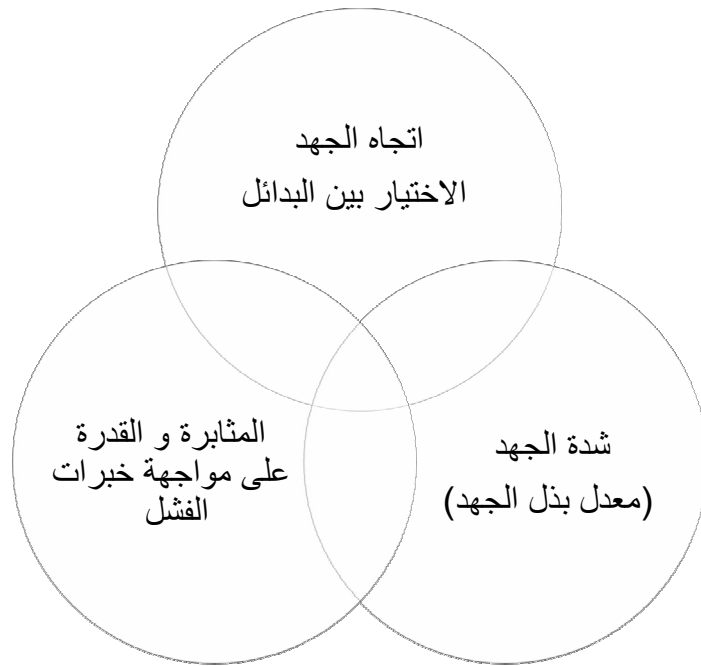 اتجاه الجهد
الاختيار بين البدائل
شدة الجهد
(معدل بذل الجهد)
المثابرة و القدرة
على مواجهة خبرات
الفشل